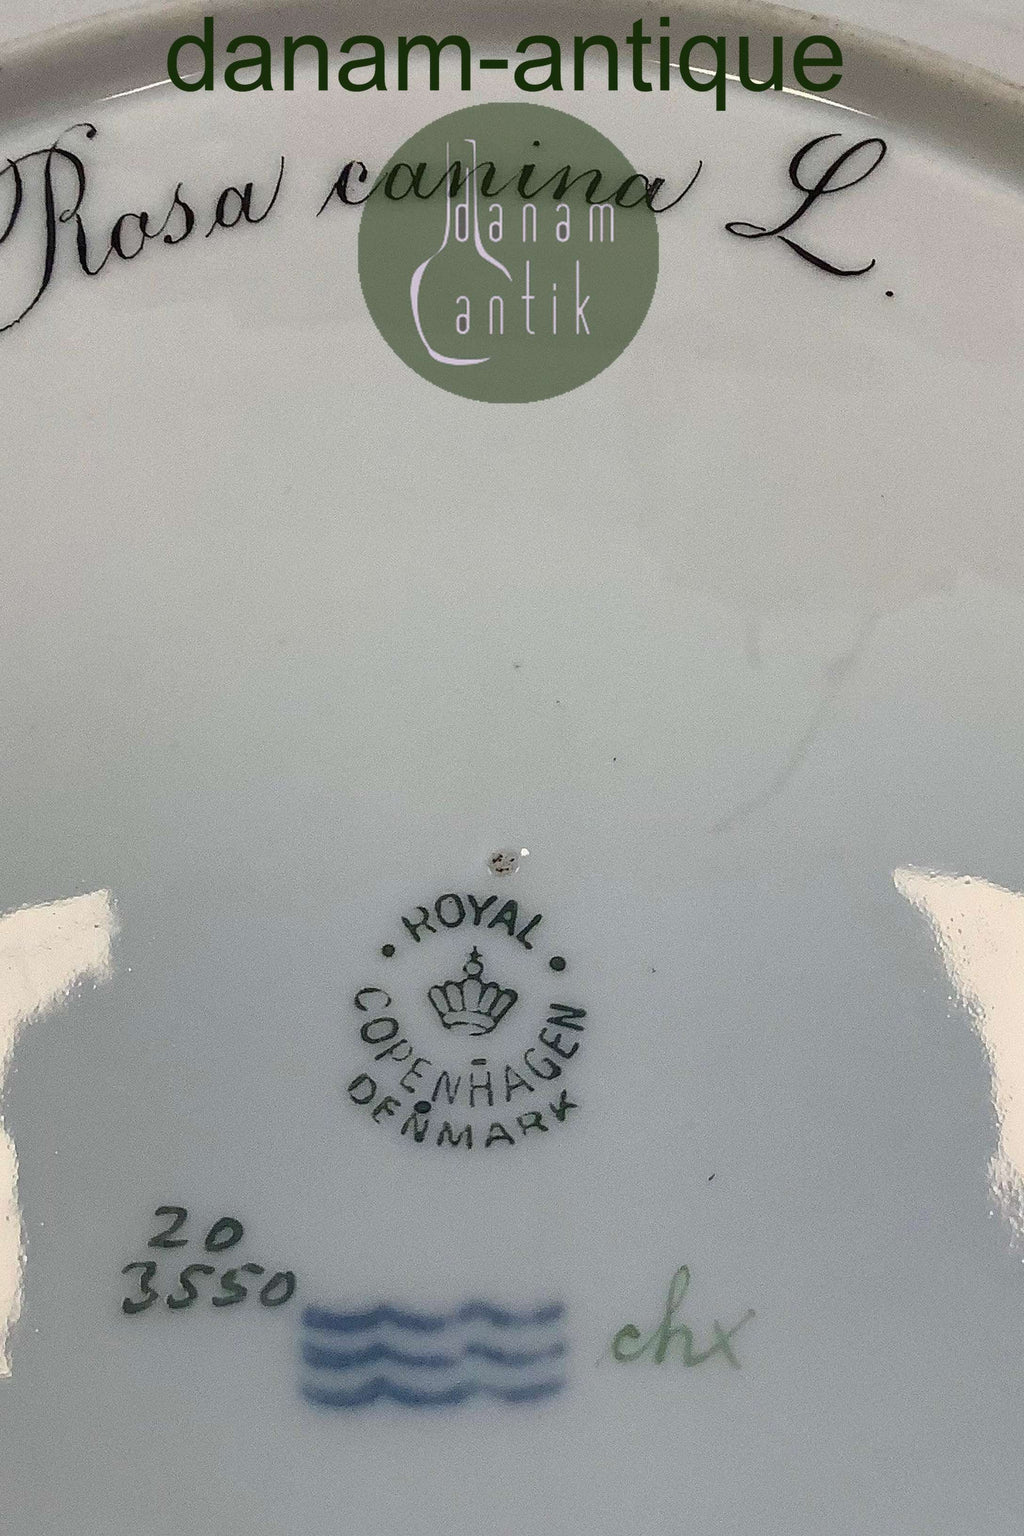 danam-antique
Rosa canina L.
danam
antik
ROYAL
COPENHAGEN
DENMARK
20
3550
chx